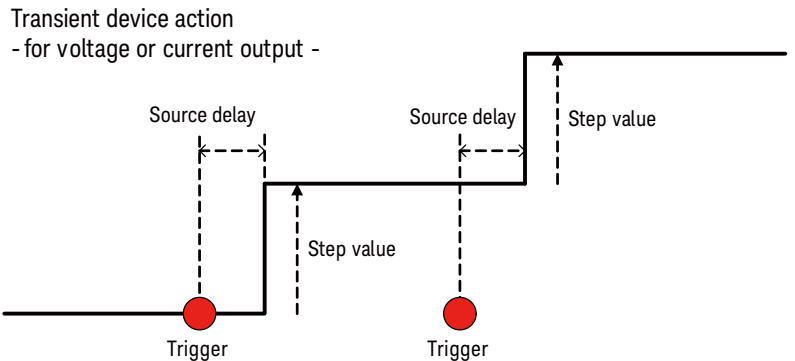 Transient device action
- for voltage or current output -
Source delay
Source delay
Step value
Step value
Trigger
Trigger